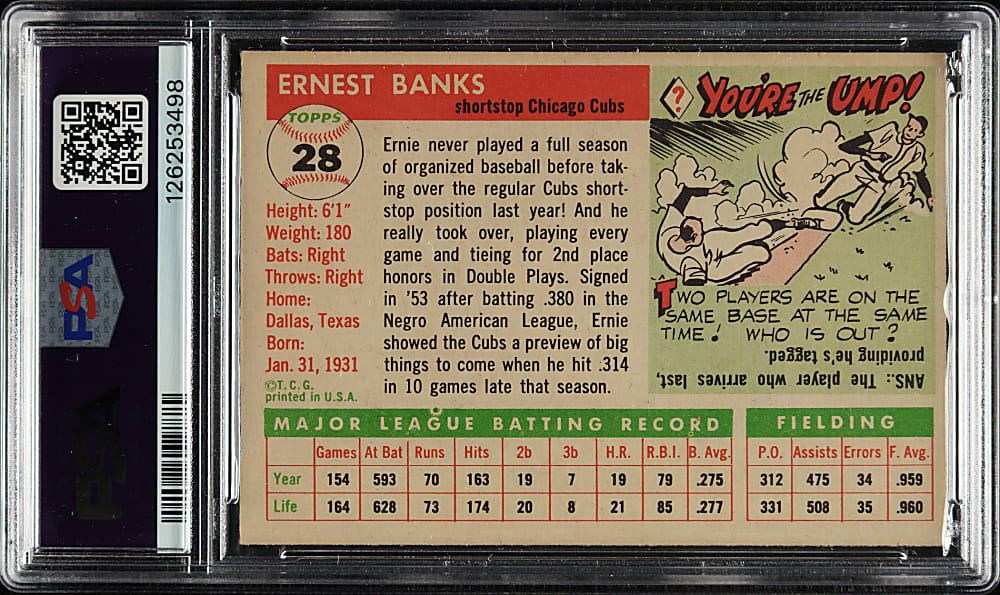 126253498
PSA
ERNEST BANKS
shortstop Chicago Cubs
TOPPS
28
Height: 6'1"
Weight: 180
Bats: Right
Throws: Right
Home:
Dallas, Texas
Born:
Jan. 31, 1931
©T.C.G.
printed in U.S.A.
Ernie never played a full season
of organized baseball before tak-
ing over the regular Cubs short-
stop position last year! And he
really took over, playing every
game and tieing for 2nd place
honors in Double Plays. Signed
in '53 after batting .380 in the
Negro American League, Ernie
showed the Cubs a preview of big
things to come when he hit .314
in 10 games late that season.
? YOU'RE THE UMP!
TWO PLAYERS ARE ON THE
SAME BASE AT THE SAME
TIME! WHO IS OUT?
ANS.: The player who arrives last,
providing he's tagged.
MAJOR LEAGUE BATTING RECORD
Games At Bat Runs Hits 2b 3b H.R. R.B.I. B. Avg.
Year 154 593 70 163 19 7 19 79 .275
Life 164 628 73 174 20 8 21 85 .277
FIELDING
P.O. Assists Errors F. Avg.
312 475 34 .959
331 508 35 .960